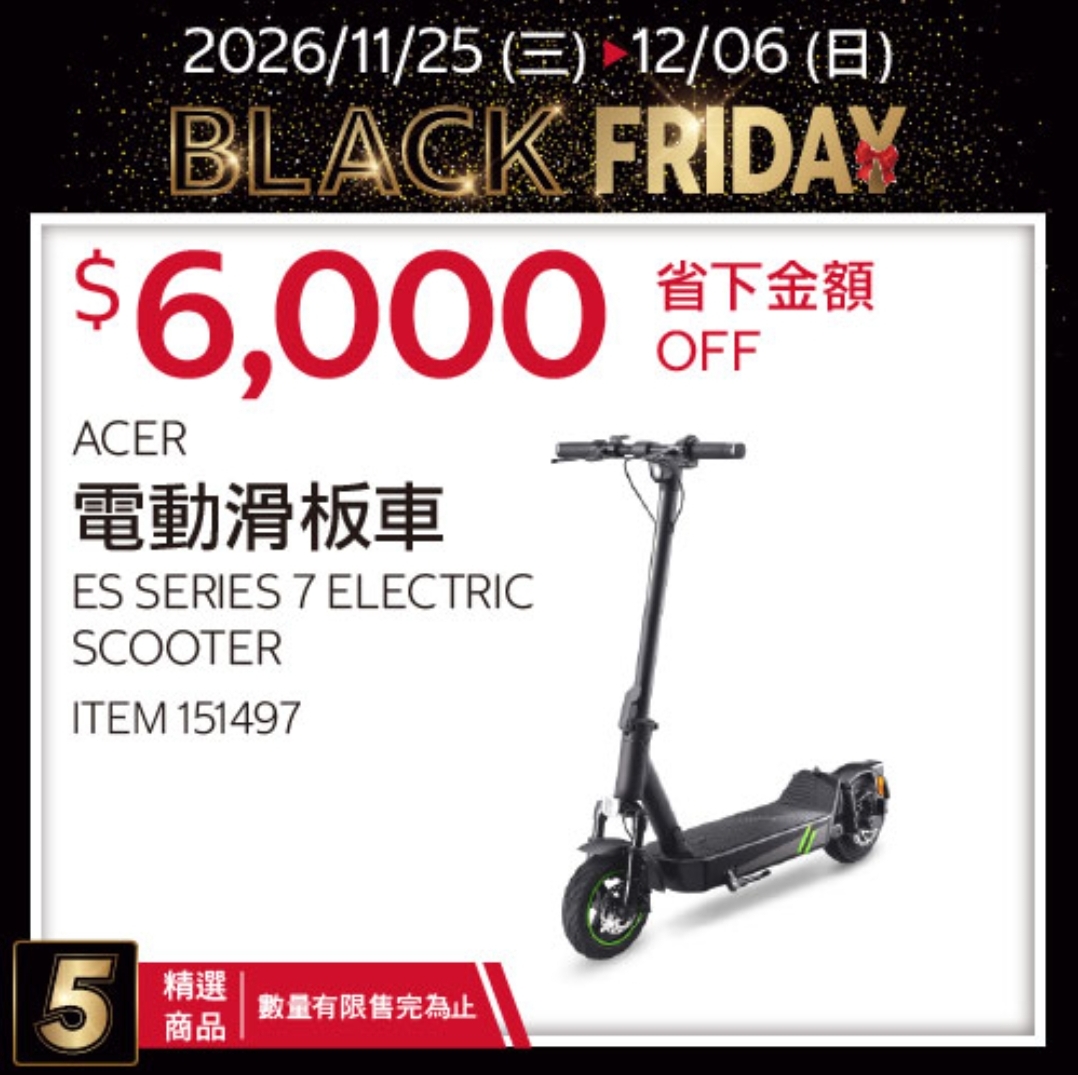 2026/11/25 (三) ▶ 12/06 (日)
BLACK FRIDAY
$6,000
省下金額
OFF
ACER
電動滑板車
ES SERIES 7 ELECTRIC
SCOOTER
ITEM 151497
5
精選
商品
數量有限售完為止